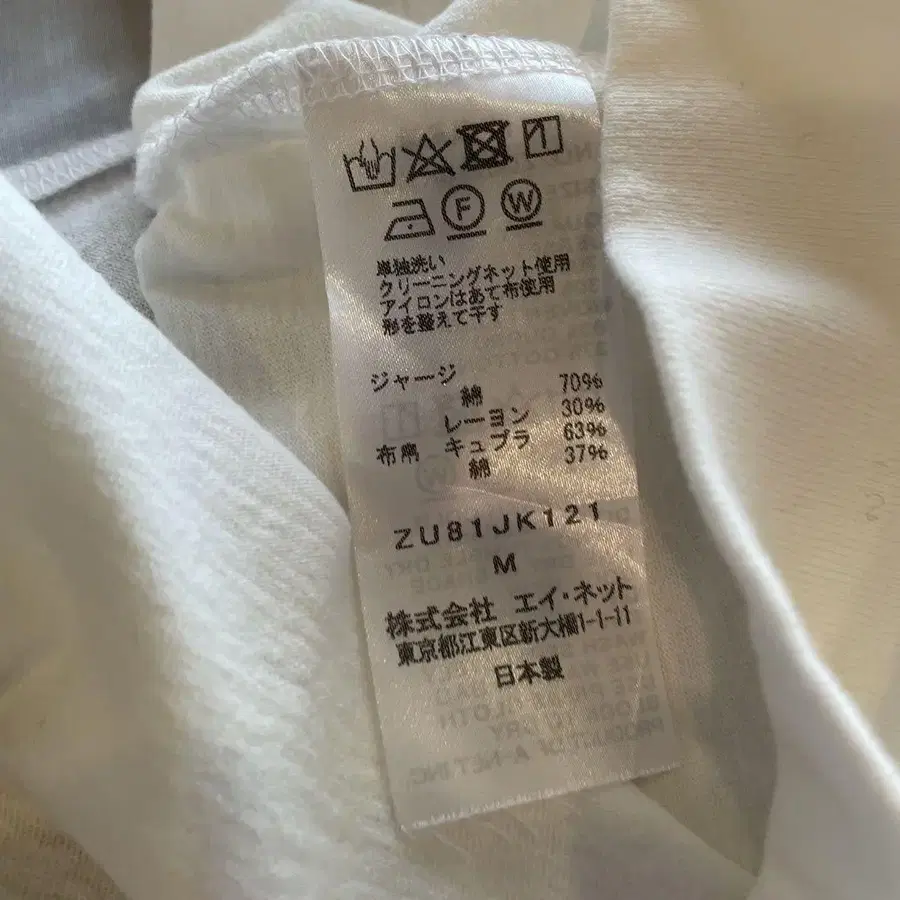 F W
単独洗い
クリーニングネット使用
アイロンはあて布使用
形を整えて干す
ジャージ
綿 70%
レーヨン 30%
布帛 キュプラ 63%
綿 37%
ZU81JK121
M
株式会社 エイ・ネット
東京都江東区新大橋1-1-11
日本製